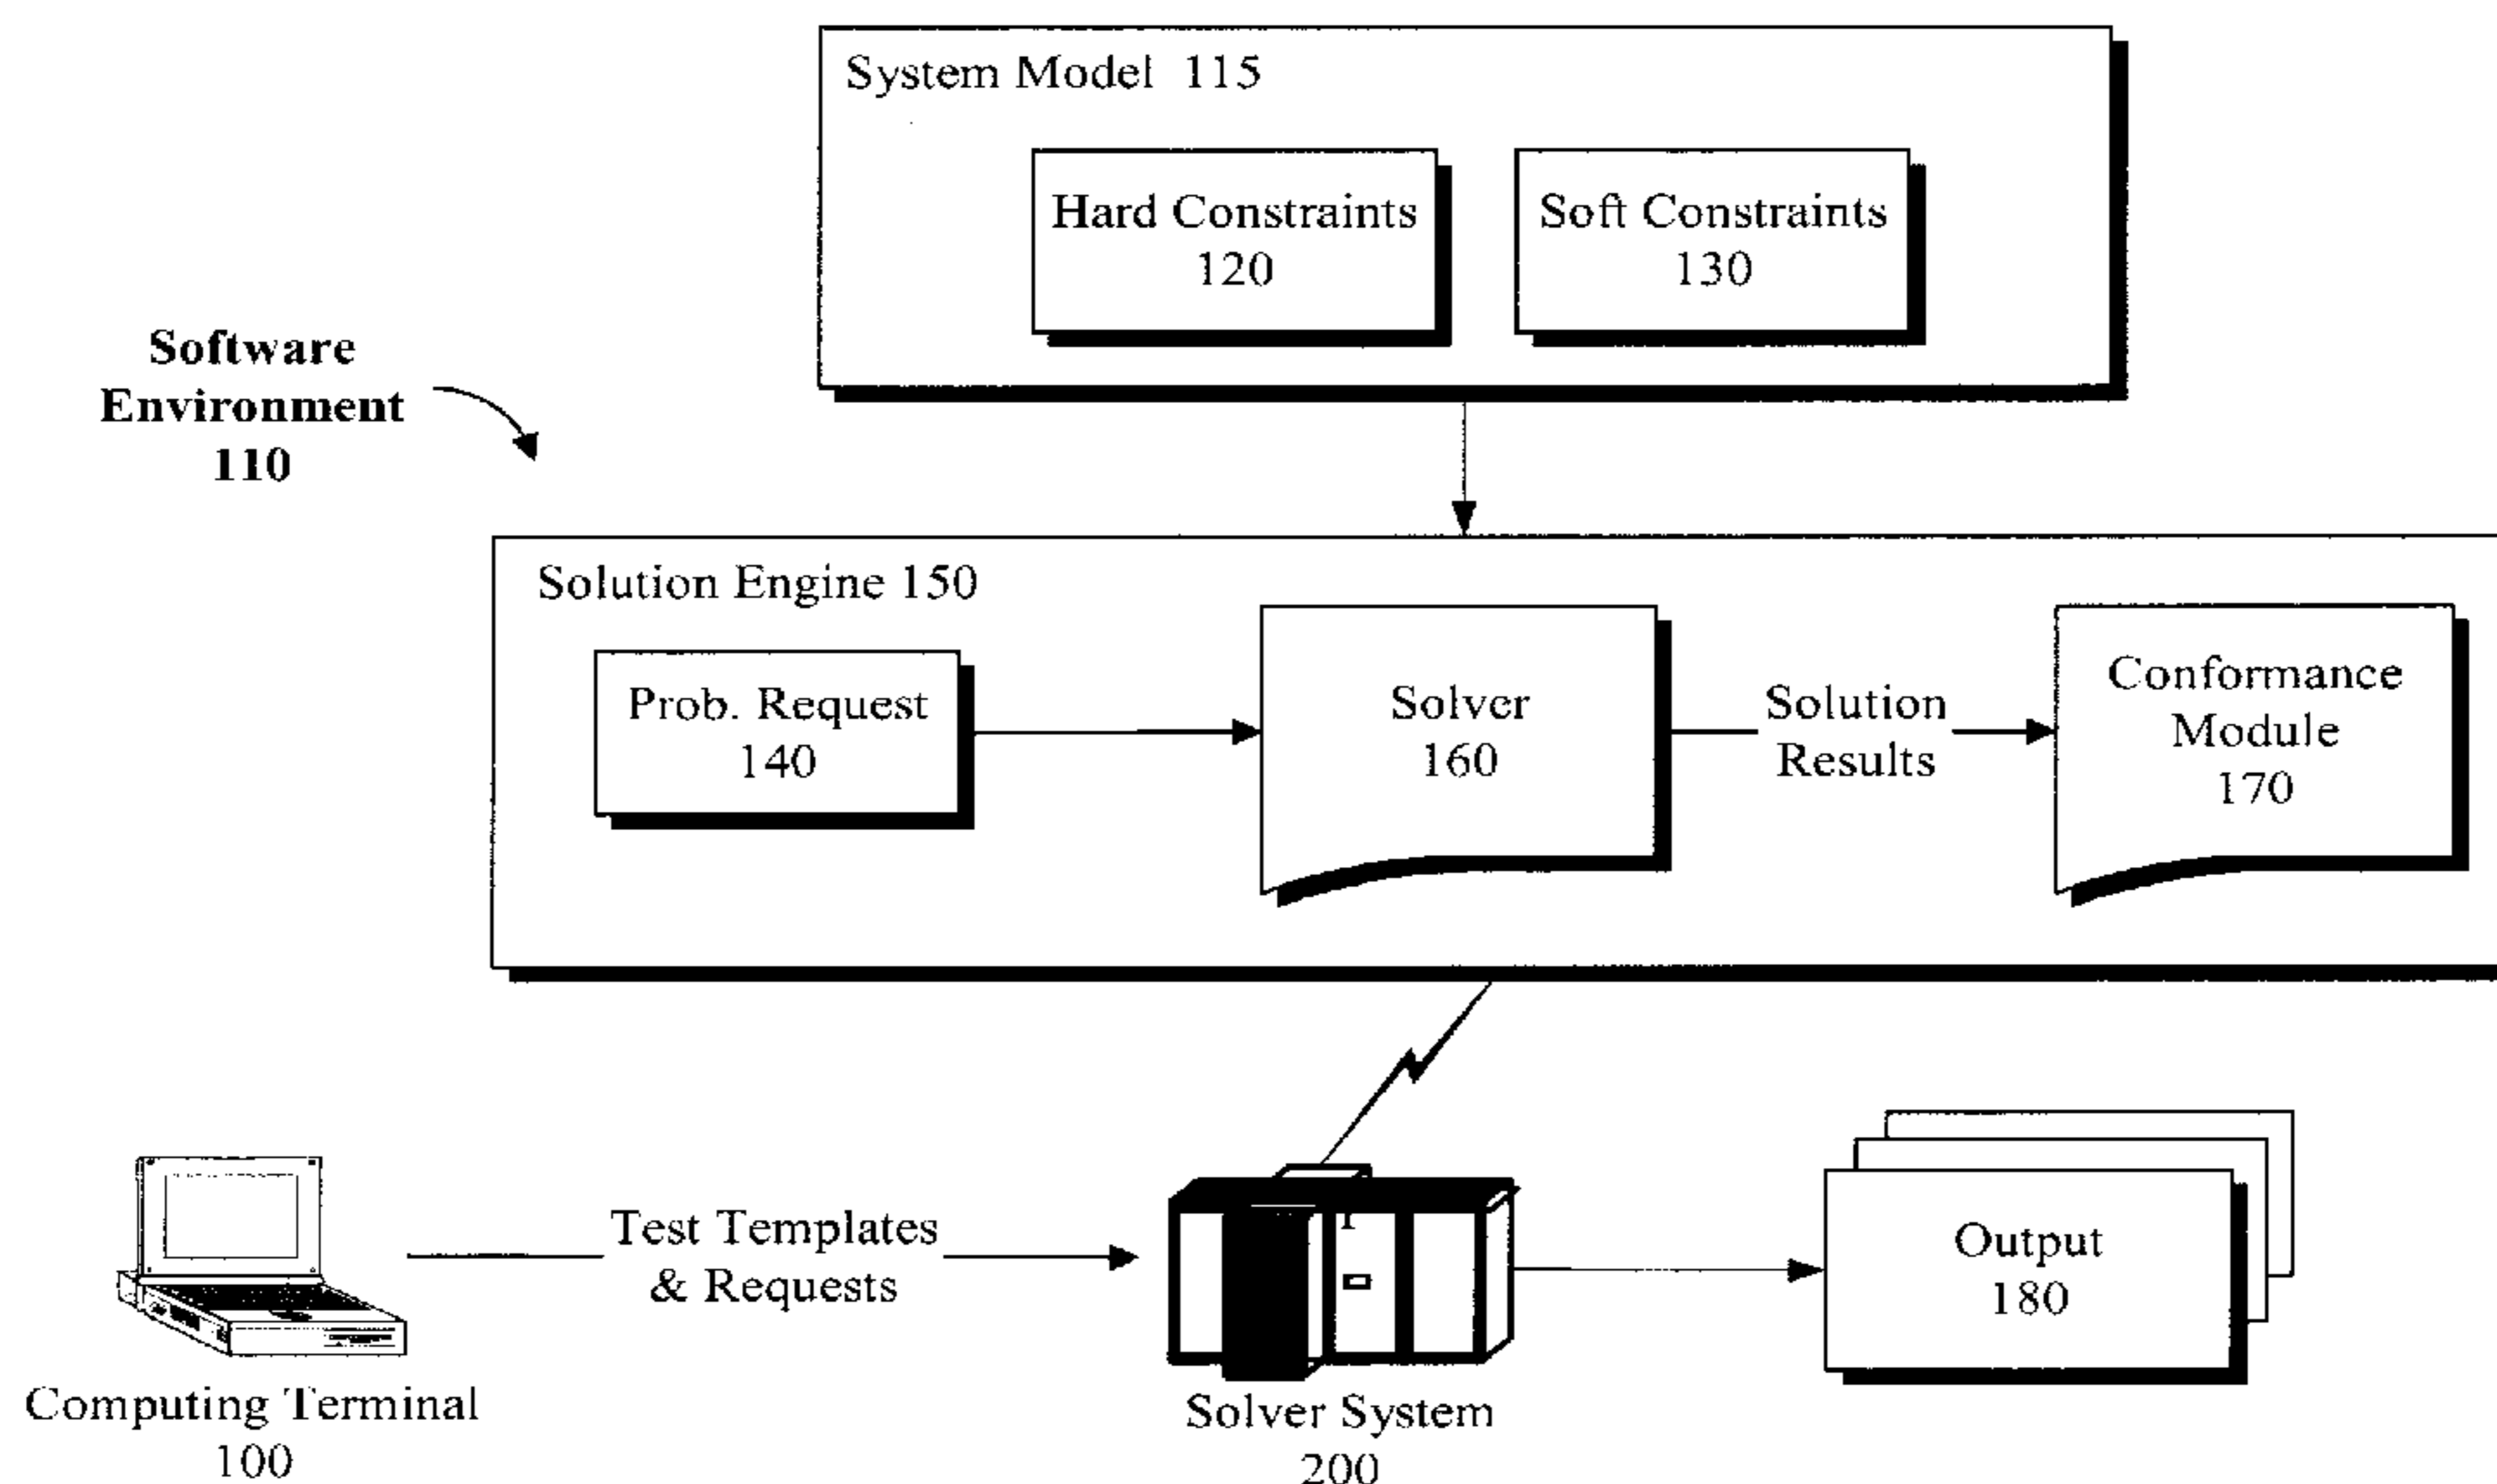 System Model 115
Hard Constraints
120
Soft Constraints
130
Software
Environment
110
Solution Engine 150
Prob. Request
140
Solver
160
Solution
Results
Conformance
Module
170
Test Templates
& Requests
Computing Terminal
100
Solver System
200
Output
180